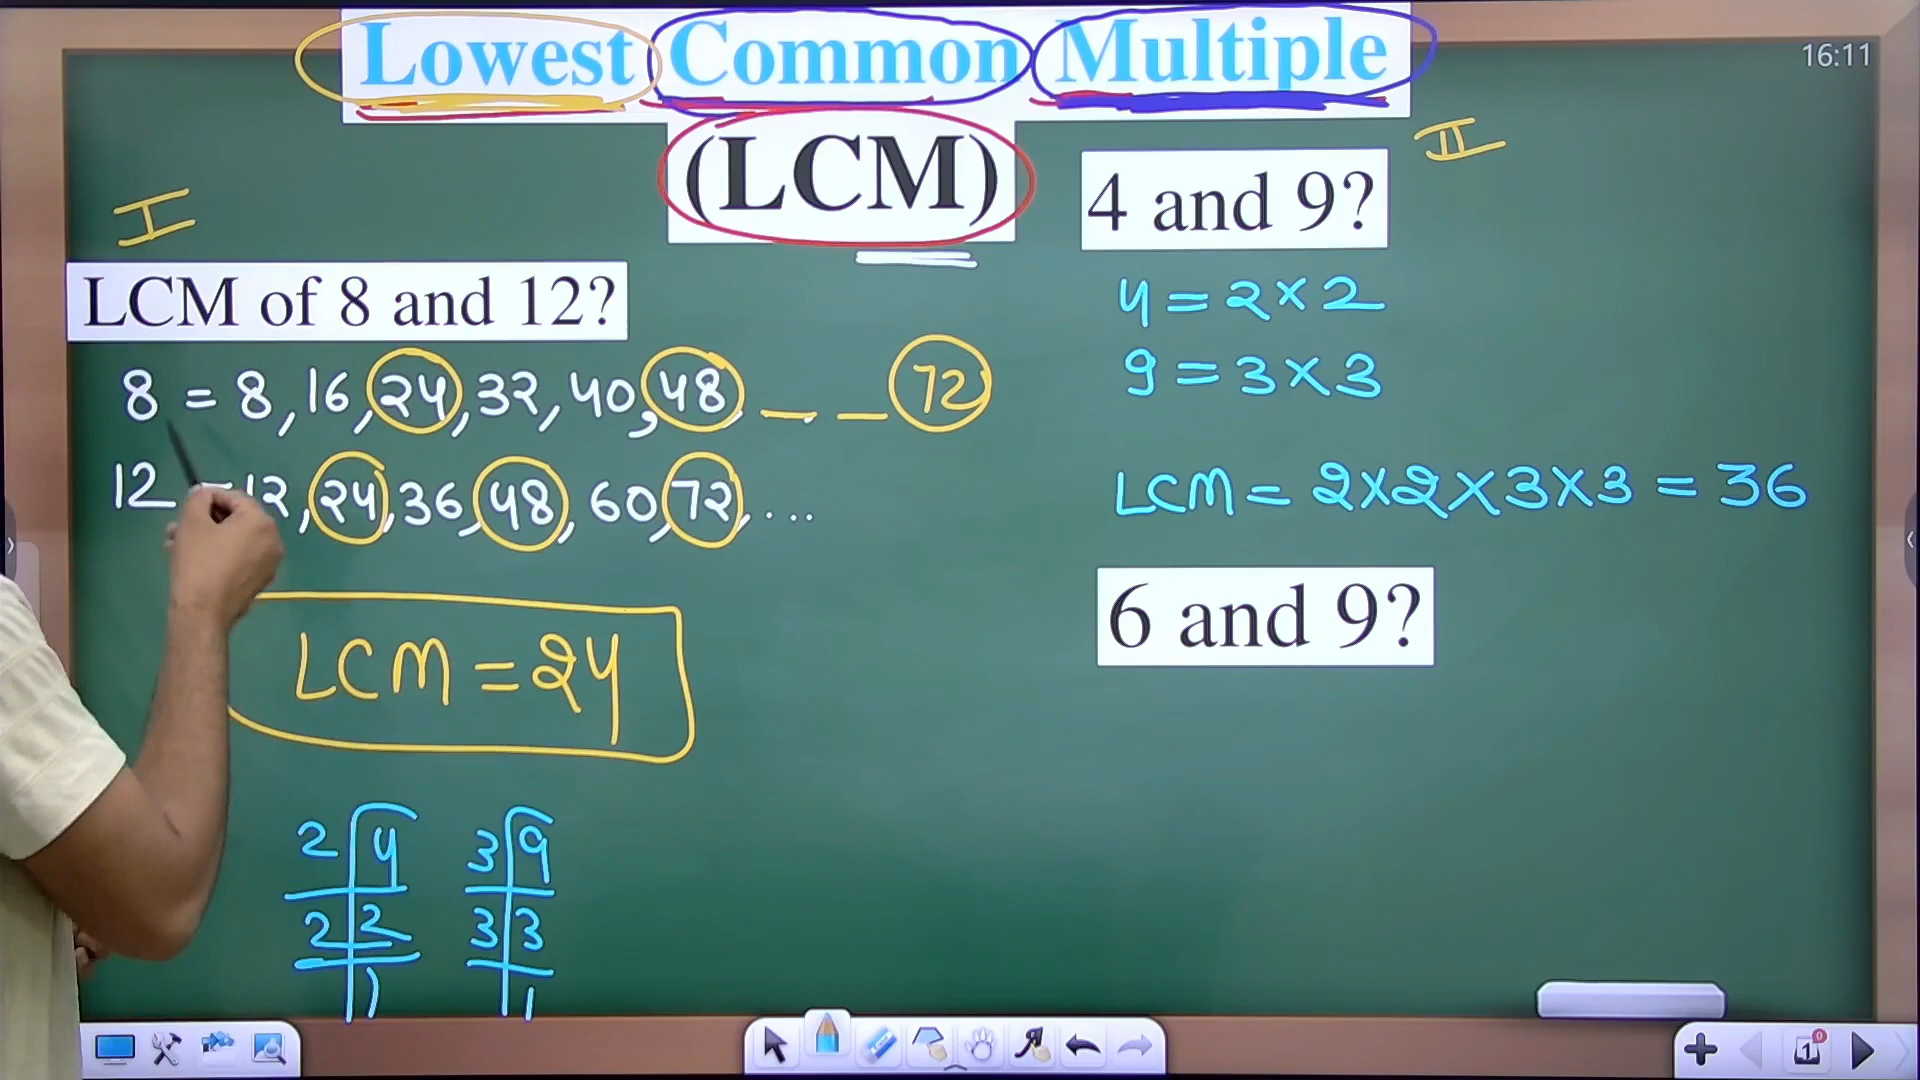 Lowest Common Multiple
(LCM)
16:11
I
LCM of 8 and 12?
8 = 8, 16, 24, 32, 40, 48, _ , _ 72
12 = 12, 24, 36, 48, 60, 72, ...
LCM = 24
2 4
2 2
1
3 9
3 3
1
II
4 and 9?
4 = 2 × 2
9 = 3 × 3
LCM = 2 × 2 × 3 × 3 = 36
6 and 9?
1
0